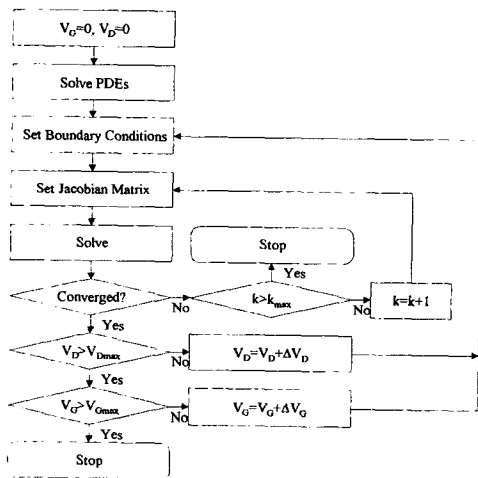 V_G=0, V_D=0
Solve PDEs
Set Boundary Conditions
Set Jacobian Matrix
Solve
Stop
Yes
Converged?
No
k>k_max
No
k=k+1
Yes
V_D>V_Dmax
No
V_D=V_D+ΔV_D
Yes
V_G>V_Gmax
No
V_G=V_G+ΔV_G
Yes
Stop